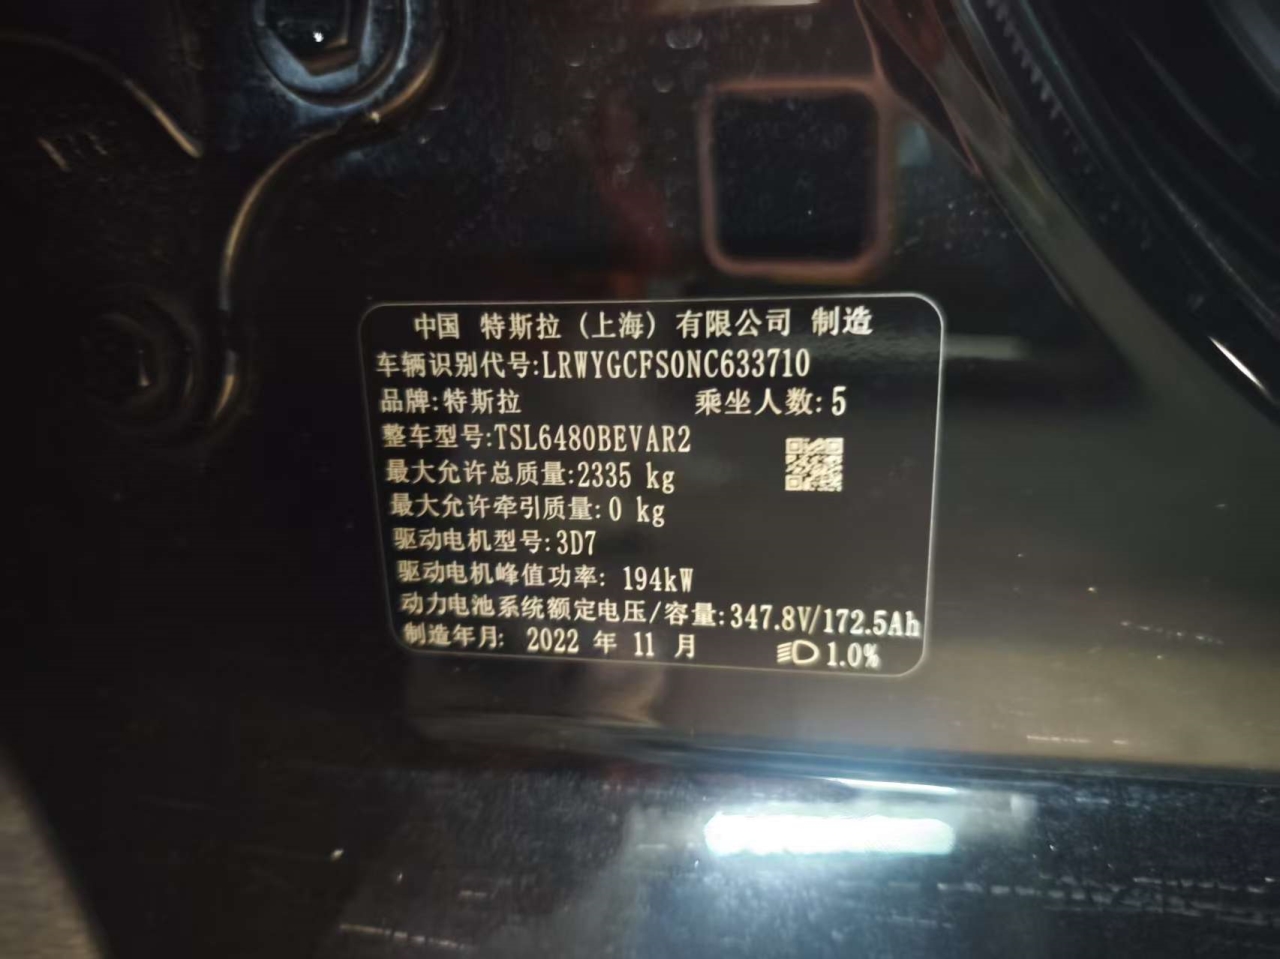 中国 特斯拉(上海)有限公司 制造
车辆识别代号:LRWYGCFS0NC633710
品牌:特斯拉 乘坐人数:5
整车型号:TSL6480BEVAR2
最大允许总质量:2335 kg
最大允许牵引质量:0 kg
驱动电机型号:3D7
驱动电机峰值功率: 194kW
动力电池系统额定电压/容量:347.8V/172.5Ah
制造年月: 2022 年 11 月 1.0%